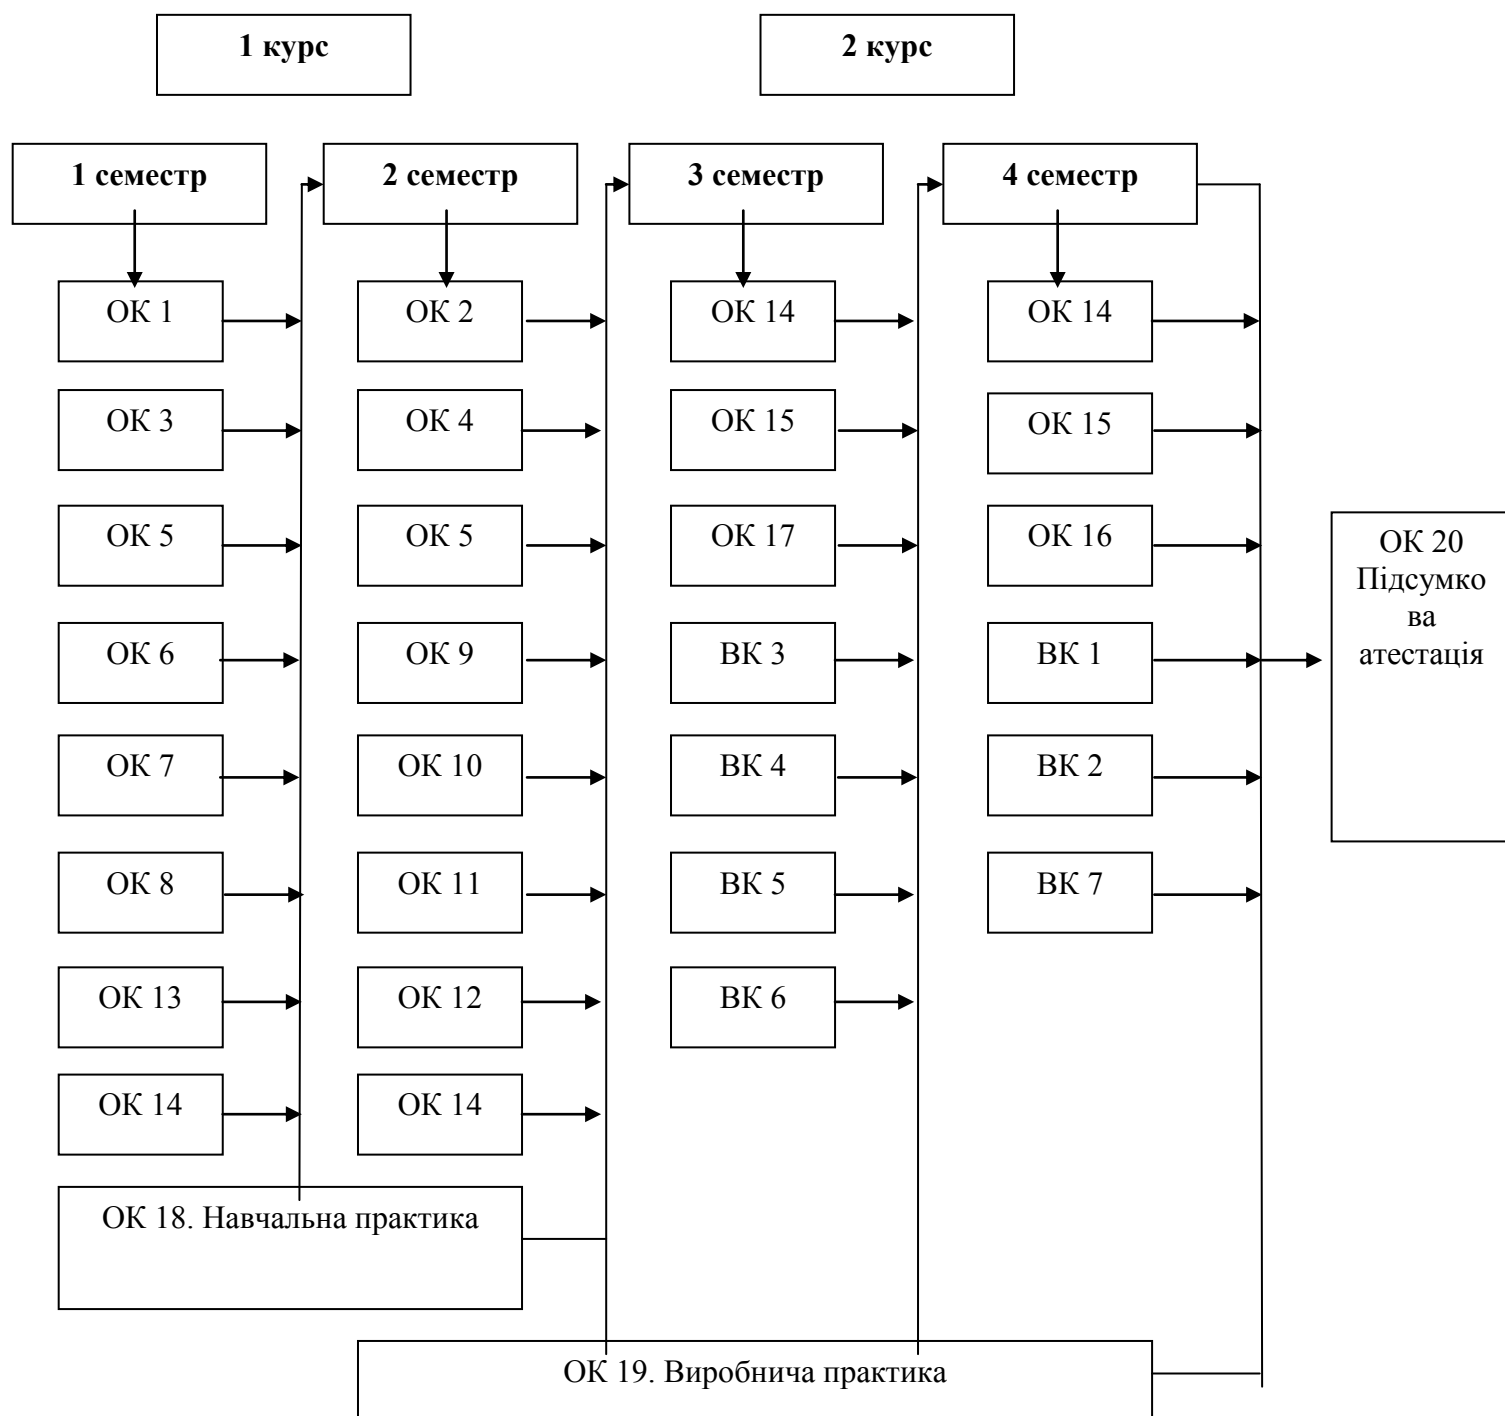 1 курс
2 курс
1 семестр
2 семестр
3 семестр
4 семестр
ОК 1
ОК 2
ОК 14
ОК 14
ОК 3
ОК 4
ОК 15
ОК 15
ОК 5
ОК 5
ОК 17
ОК 16
ОК 20
Підсумко
ва
атестація
ОК 6
ОК 9
ВК 3
ВК 1
ОК 7
ОК 10
ВК 4
ВК 2
ОК 8
ОК 11
ВК 5
ВК 7
ОК 13
ОК 12
ВК 6
ОК 14
ОК 14
ОК 18. Навчальна практика
ОК 19. Виробнича практика